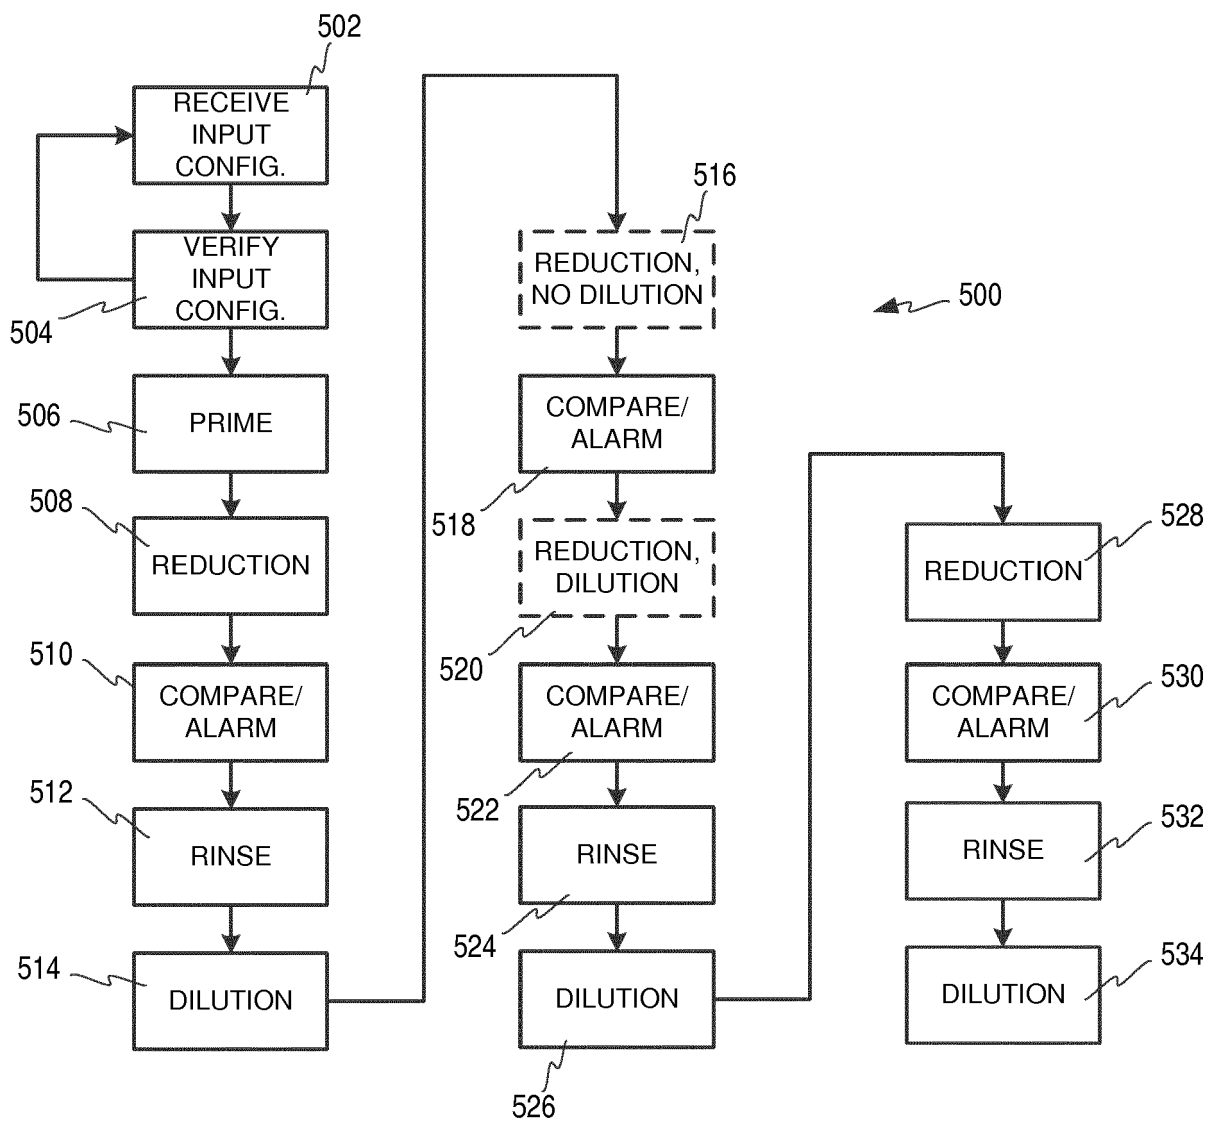 502
RECEIVE
INPUT
CONFIG.
VERIFY
INPUT
CONFIG.
504
506
PRIME
508
REDUCTION
510
COMPARE/
ALARM
512
RINSE
514
DILUTION
516
REDUCTION,
NO DILUTION
COMPARE/
ALARM
518
REDUCTION,
DILUTION
520
COMPARE/
ALARM
522
RINSE
524
DILUTION
526
500
528
REDUCTION
530
COMPARE/
ALARM
532
RINSE
534
DILUTION